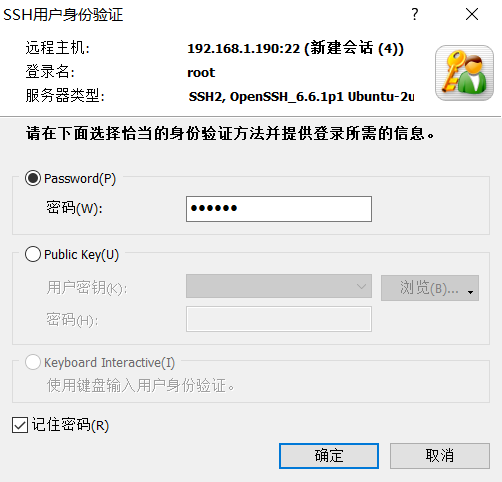 SSH用户身份验证 ?
远程主机: 192.168.1.190:22 (新建会话 (4))
登录名: root
服务器类型: SSH2, OpenSSH_6.6.1p1 Ubuntu-2u
请在下面选择恰当的身份验证方法并提供登录所需的信息。
Password(P)
密码(W): ●●●●●●
Public Key(U)
用户密钥(K): 浏览(B)...
密码(H):
Keyboard Interactive(I)
使用键盘输入用户身份验证。
记住密码(R)
确定 取消